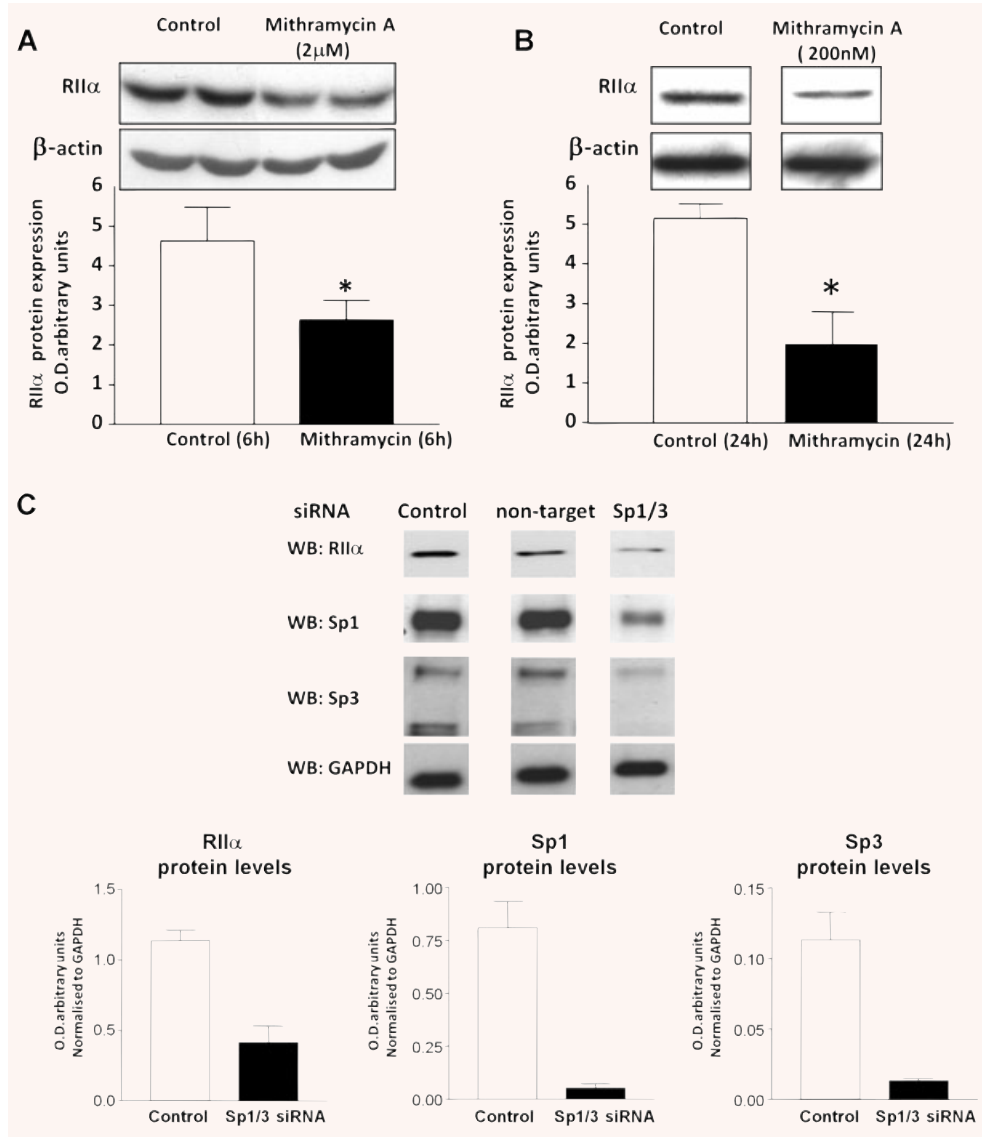 A
Control Mithramycin A
(2µM)
RIIα
β-actin
RIIα protein expression
O.D.arbitrary units
6
5
4
3
2
1
0
*
Control (6h) Mithramycin (6h)
B
Control Mithramycin A
( 200nM)
RIIα
β-actin
RIIα protein expression
O.D.arbitrary units
6
5
4
3
2
1
0
*
Control (24h) Mithramycin (24h)
C
siRNA Control non-target Sp1/3
WB: RIIα
WB: Sp1
WB: Sp3
WB: GAPDH
RIIα
protein levels
O.D.arbitrary units
Normalised to GAPDH
1.5
1.0
0.5
0.0
Control Sp1/3 siRNA
Sp1
protein levels
O.D.arbitrary units
Normalised to GAPDH
1.00
0.75
0.50
0.25
0.00
Control Sp1/3 siRNA
Sp3
protein levels
O.D.arbitrary units
Normalised to GAPDH
0.15
0.10
0.05
0.00
Control Sp1/3 siRNA